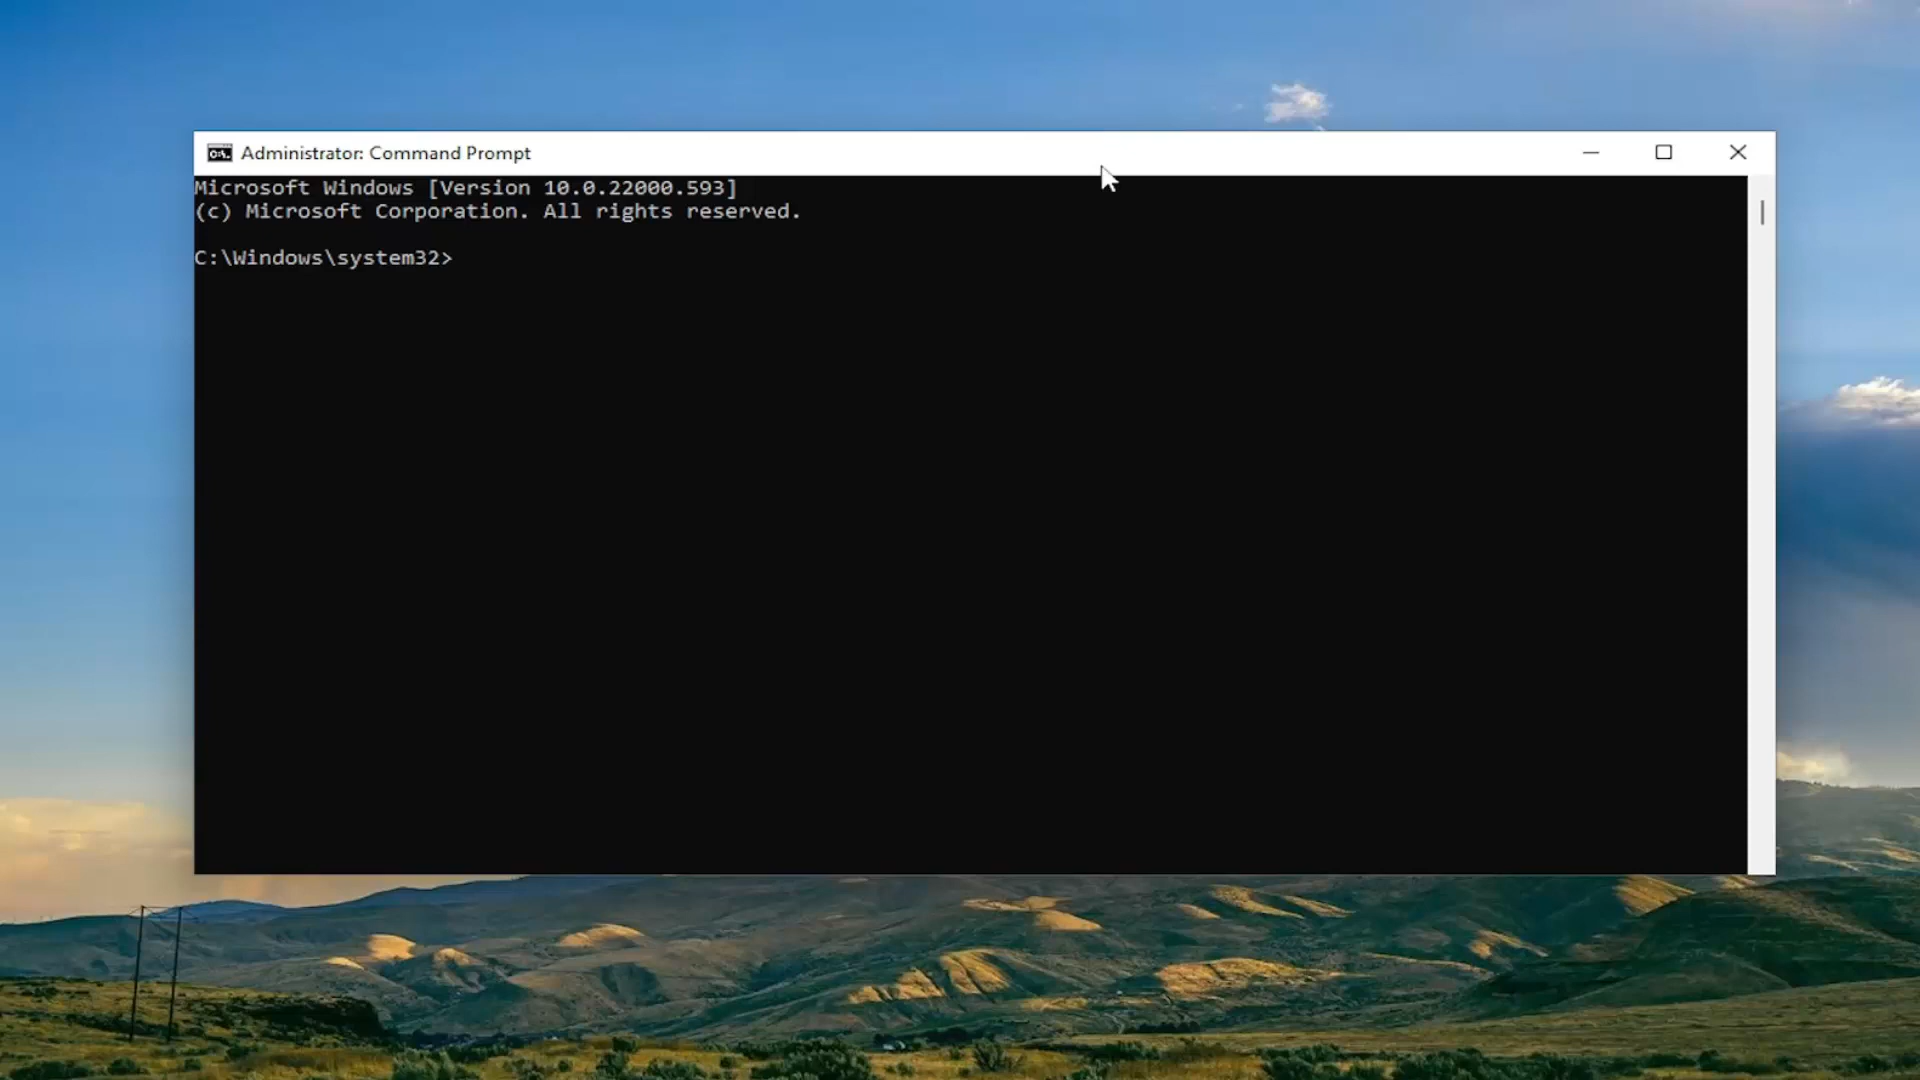 Administrator: Command Prompt
Microsoft Windows [Version 10.0.22000.593]
(c) Microsoft Corporation. All rights reserved.
C:\Windows\system32>